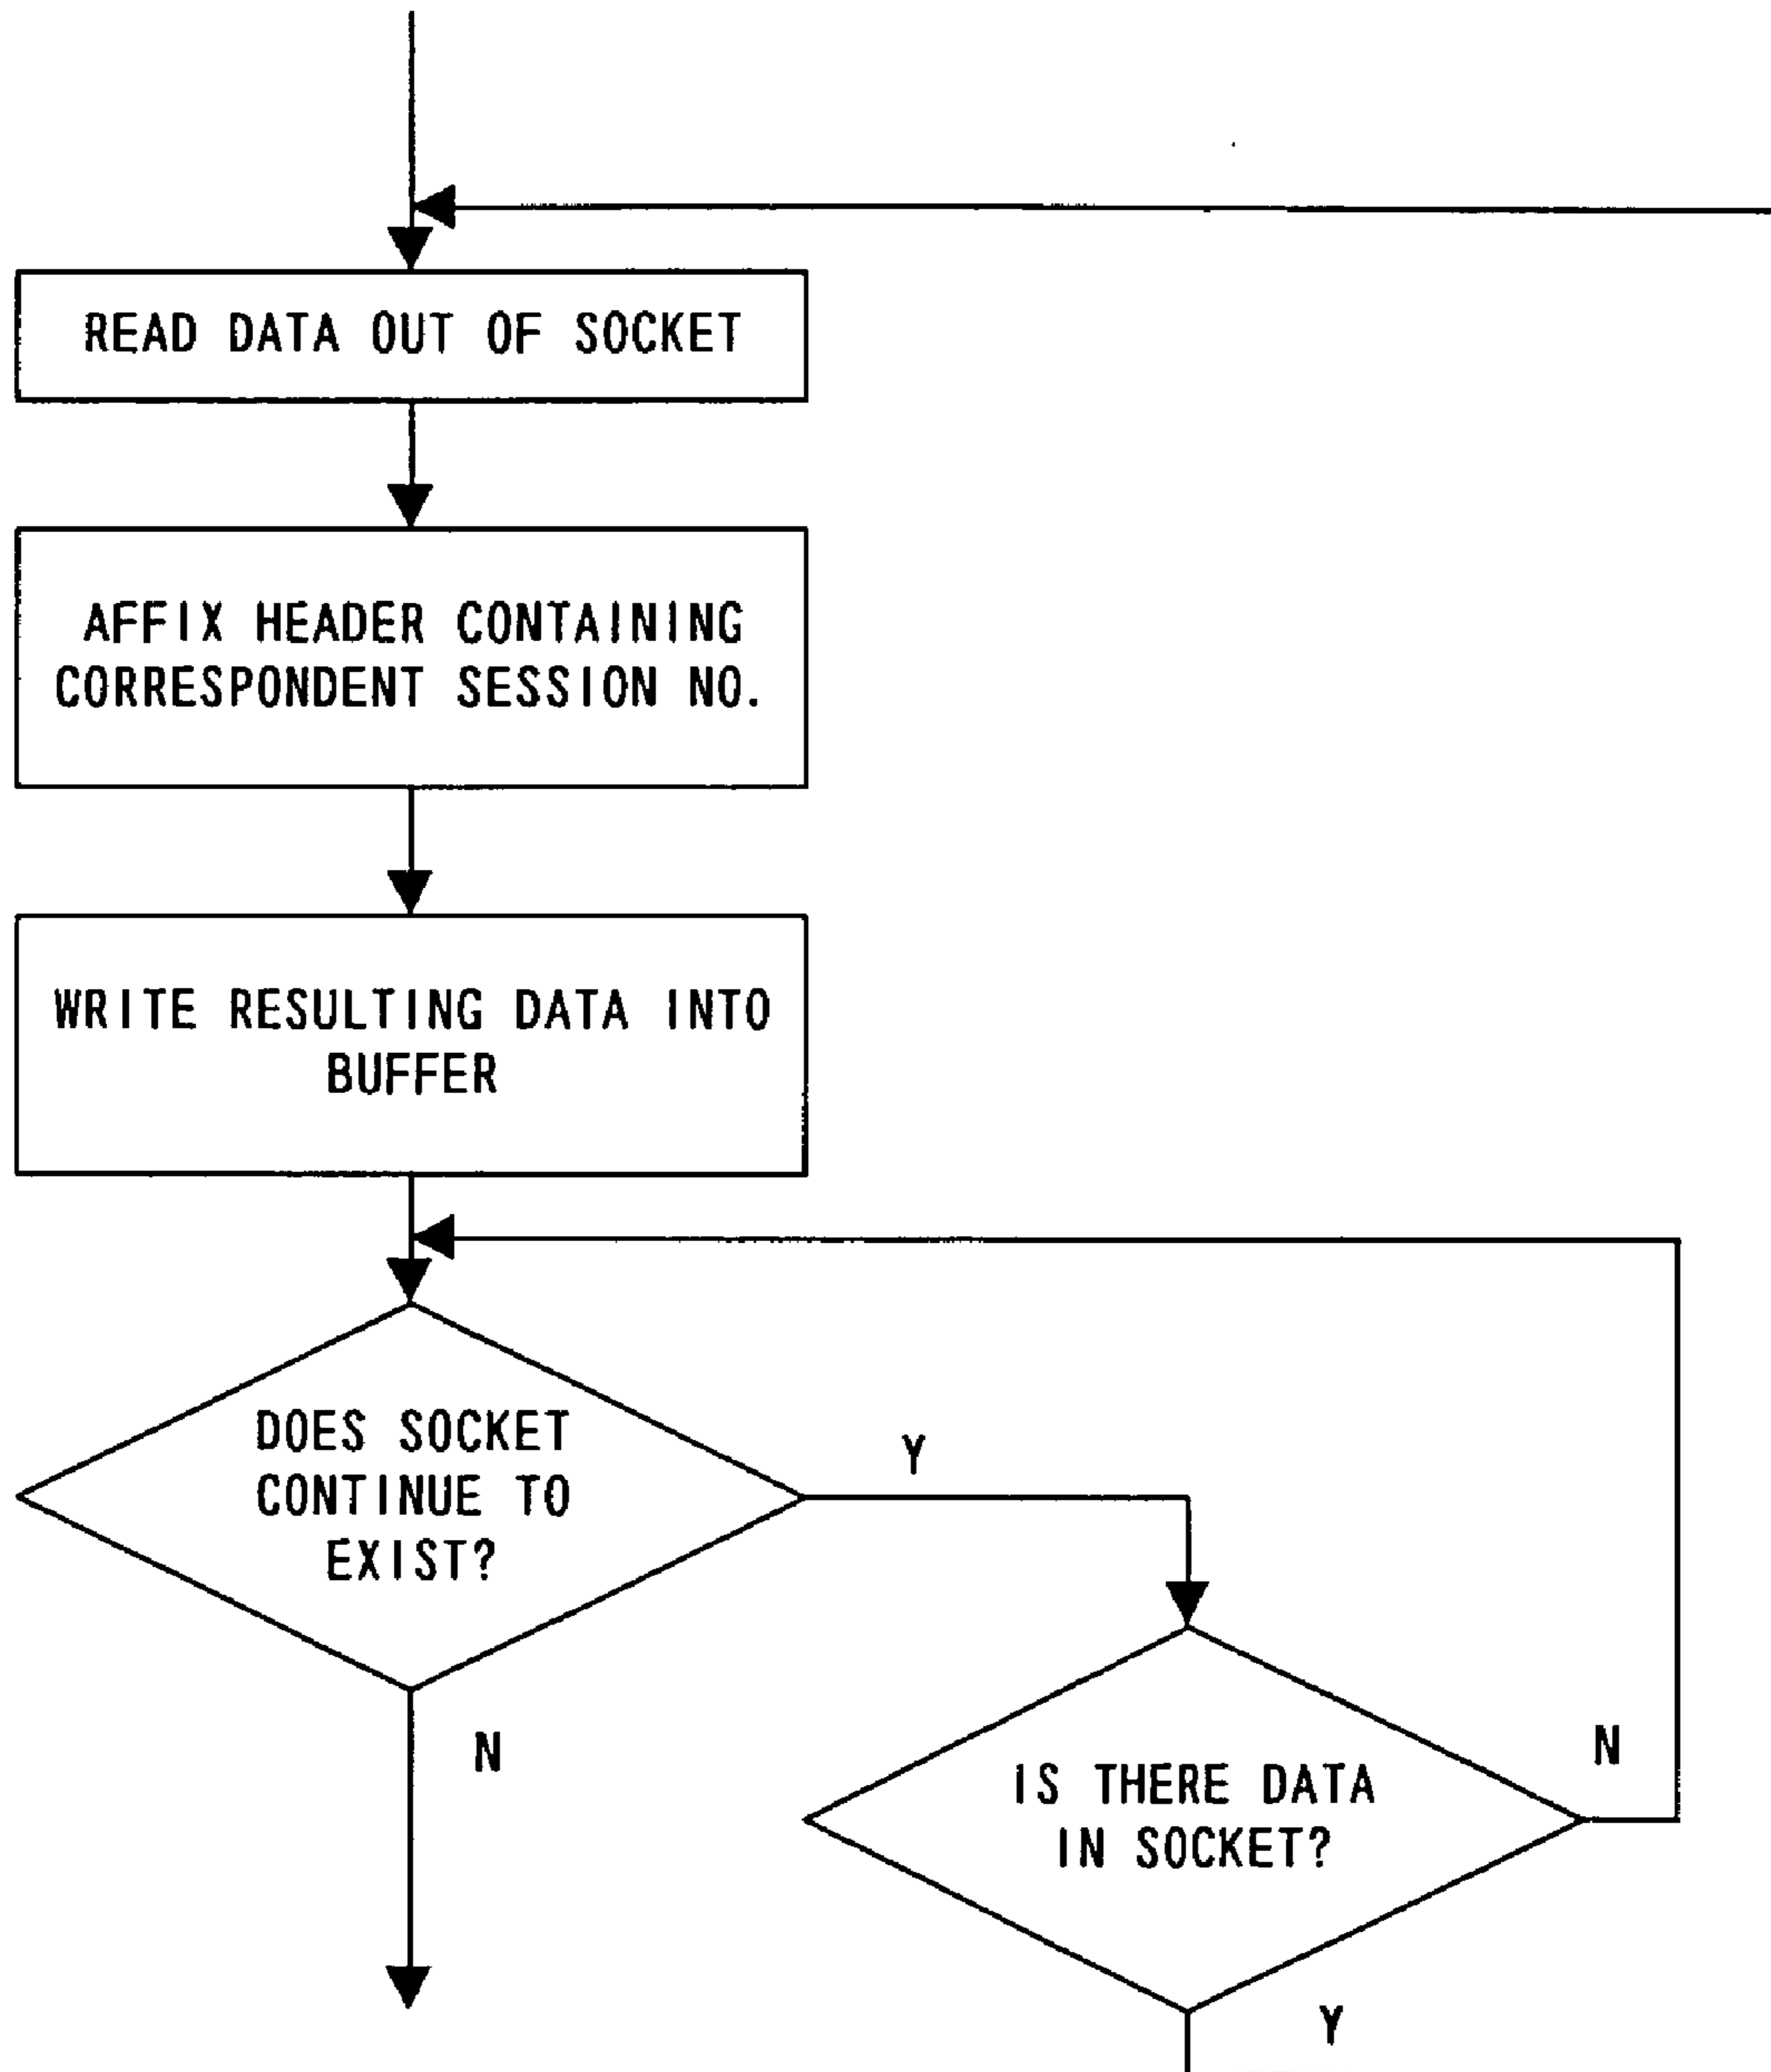 READ DATA OUT OF SOCKET
AFFIX HEADER CONTAINING
CORRESPONDENT SESSION NO.
WRITE RESULTING DATA INTO
BUFFER
DOES SOCKET
CONTINUE TO
EXIST?
Y
N
IS THERE DATA
IN SOCKET?
N
Y